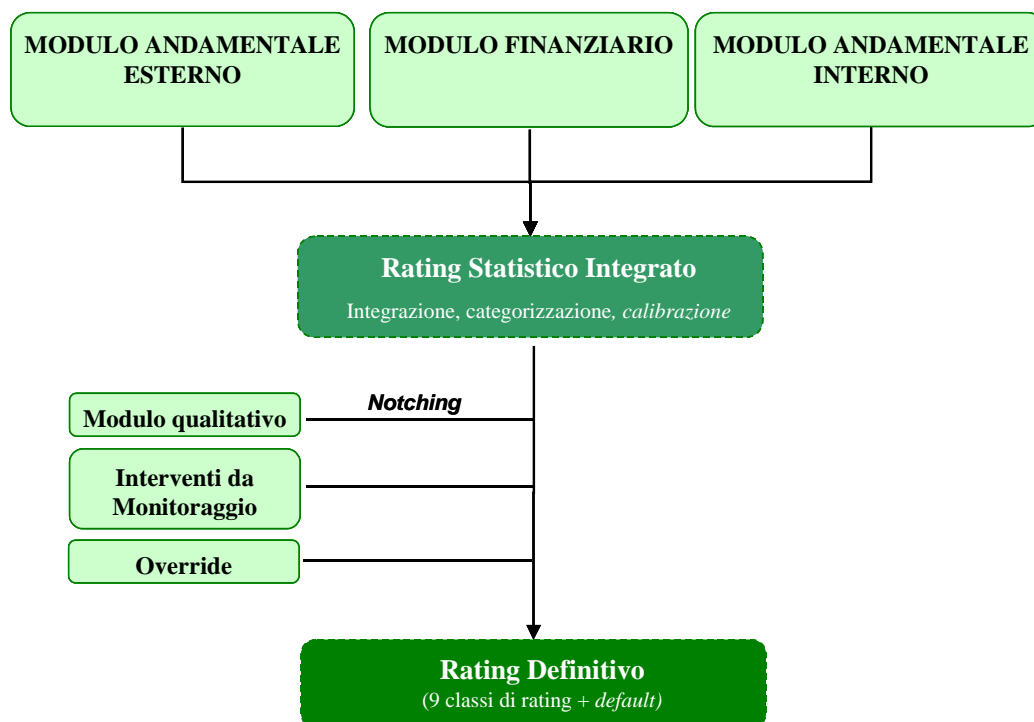 MODULO ANDAMENTALE
ESTERNO
MODULO FINANZIARIO
MODULO ANDAMENTALE
INTERNO
Rating Statistico Integrato
Integrazione, categorizzazione, calibrazione
Notching
Modulo qualitativo
Interventi da
Monitoraggio
Override
Rating Definitivo
(9 classi di rating + default)